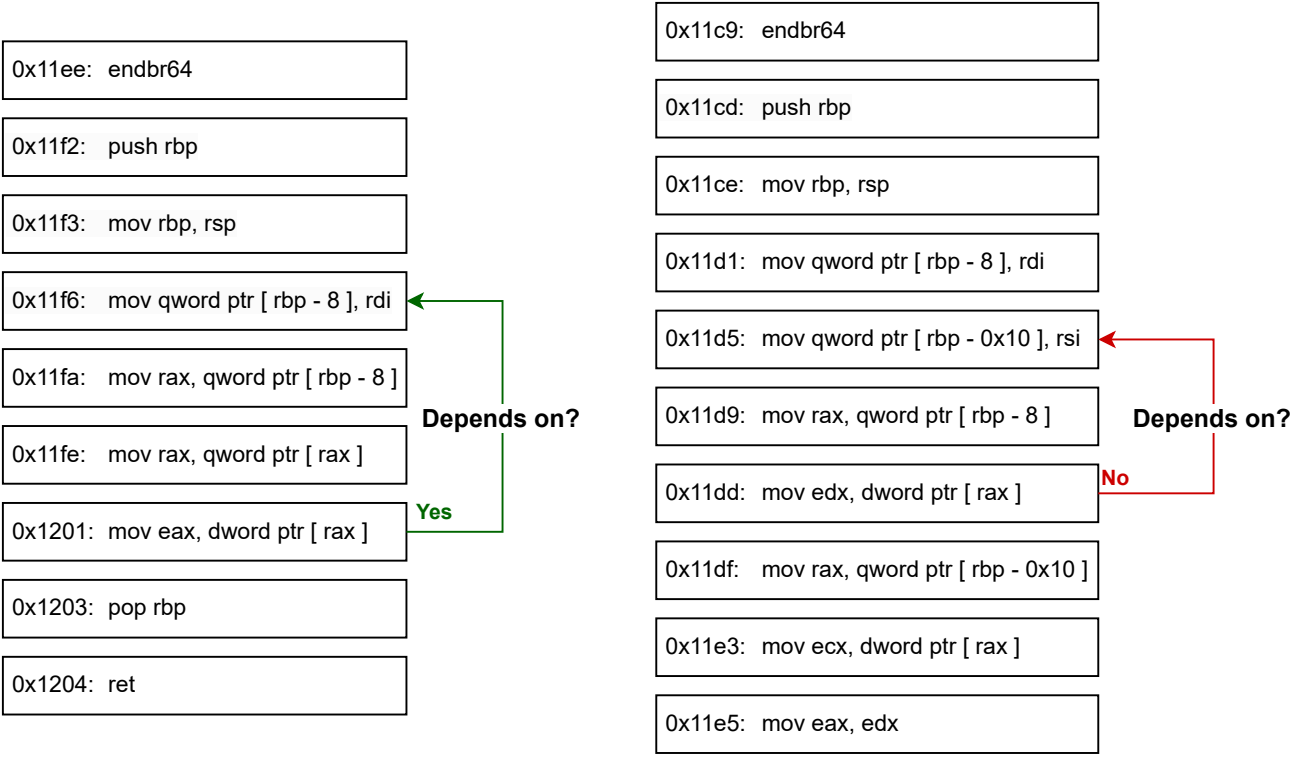 0x11ee: endbr64
0x11f2: push rbp
0x11f3: mov rbp, rsp
0x11f6: mov qword ptr [ rbp - 8 ], rdi
0x11fa: mov rax, qword ptr [ rbp - 8 ]
0x11fe: mov rax, qword ptr [ rax ]
0x1201: mov eax, dword ptr [ rax ]
0x1203: pop rbp
0x1204: ret
Depends on?
Yes
0x11c9: endbr64
0x11cd: push rbp
0x11ce: mov rbp, rsp
0x11d1: mov qword ptr [ rbp - 8 ], rdi
0x11d5: mov qword ptr [ rbp - 0x10 ], rsi
0x11d9: mov rax, qword ptr [ rbp - 8 ]
0x11dd: mov edx, dword ptr [ rax ]
0x11df: mov rax, qword ptr [ rbp - 0x10 ]
0x11e3: mov ecx, dword ptr [ rax ]
0x11e5: mov eax, edx
Depends on?
No